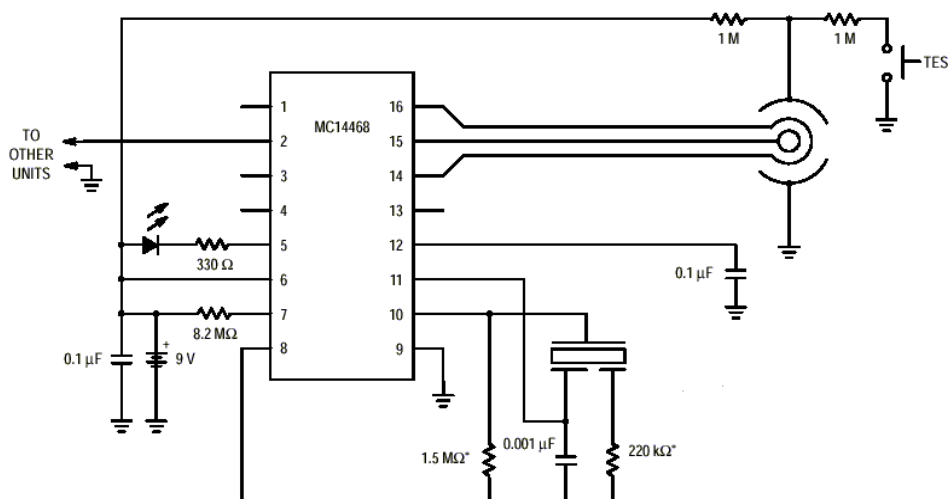 1 M
1 M
TES
MC14468
1
16
TO
OTHER
UNITS
2
15
3
14
4
13
5
12
330 Ω
0.1 µF
6
11
7
10
8.2 MΩ
+
0.1 µF
9 V
8
9
1.5 MΩ*
0.001 µF
220 kΩ*